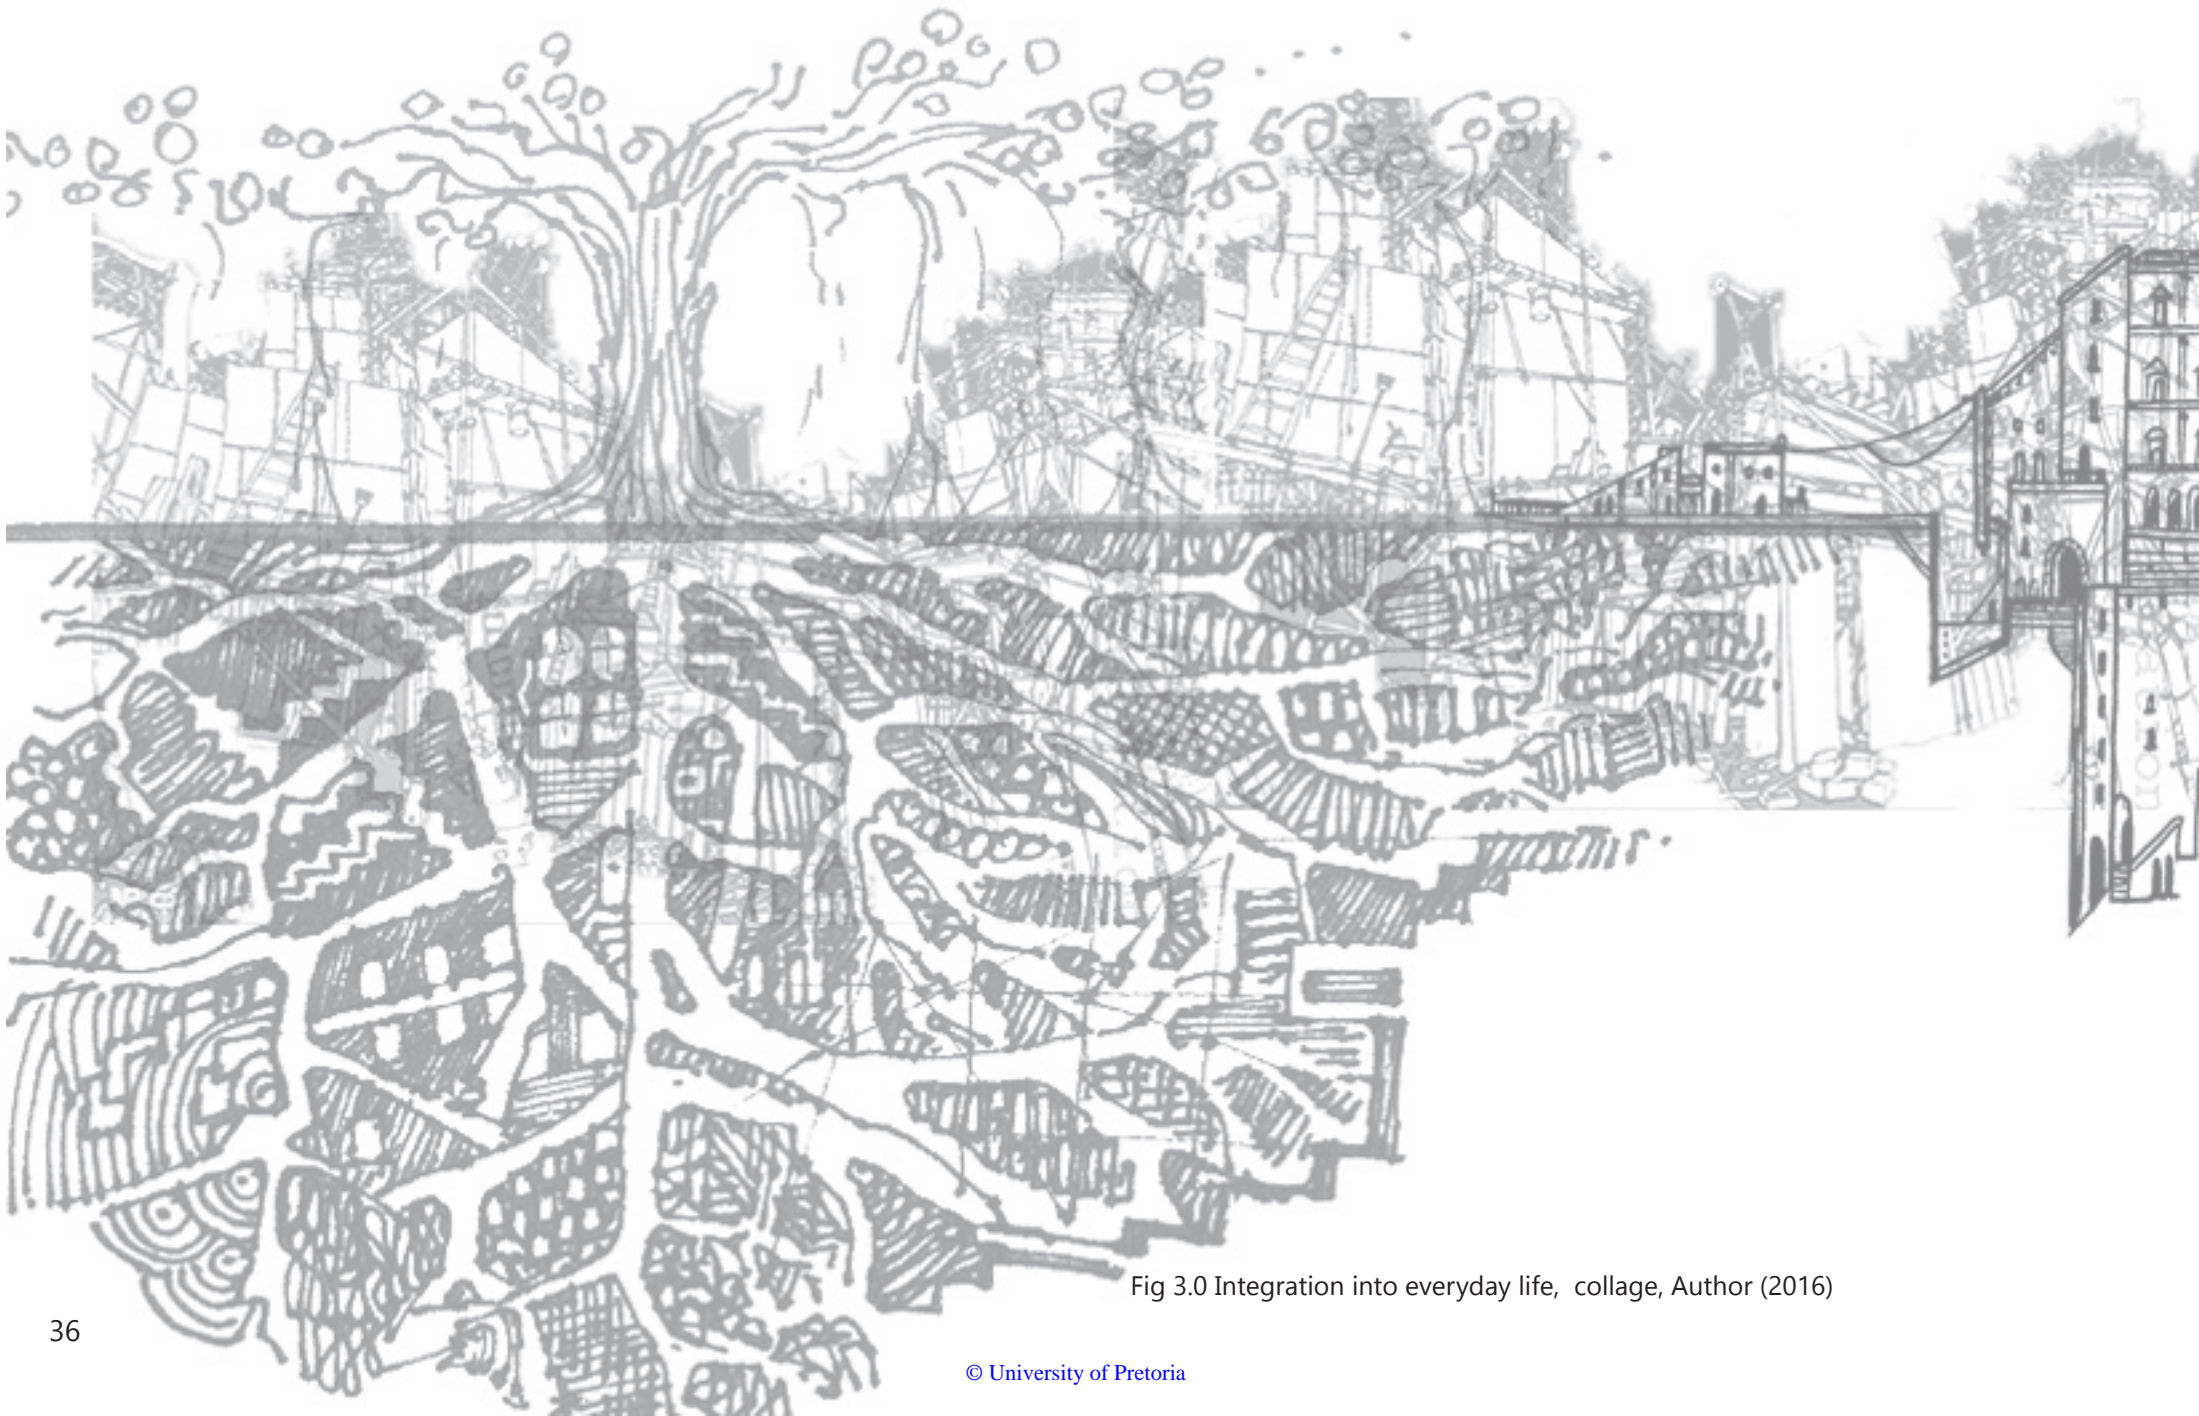 Fig 3.0 Integration into everyday life,  collage, Author (2016)
36
© University of Pretoria